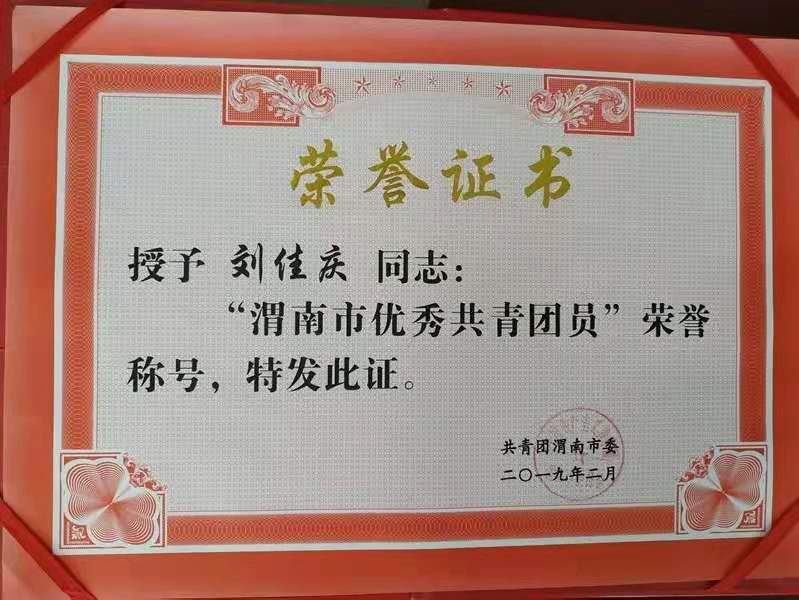 荣誉证书
授予 刘佳庆 同志：
“渭南市优秀共青团员”荣誉
称号，特发此证。
共青团渭南市委
二〇一九年二月